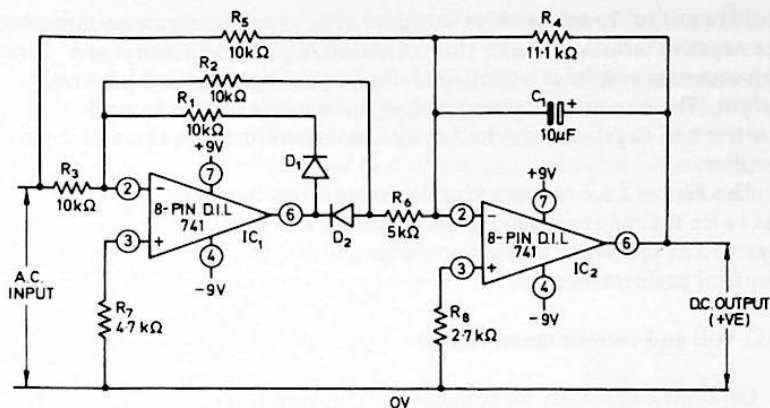 R5
10kΩ
R4
11·1 kΩ
R2
10kΩ
R1
10kΩ
C1 +
10µF
D1
+9V
+9V
R3
10kΩ
2
−
7
8-PIN D.I.L
741
6
IC1
3
+
4
−9V
D2
R6
5kΩ
2
−
7
8-PIN D.I.L
741
6
IC2
3
+
4
−9V
A.C.
INPUT
R7
4·7 kΩ
R8
2·7 kΩ
D.C. OUTPUT
(+VE)
0V